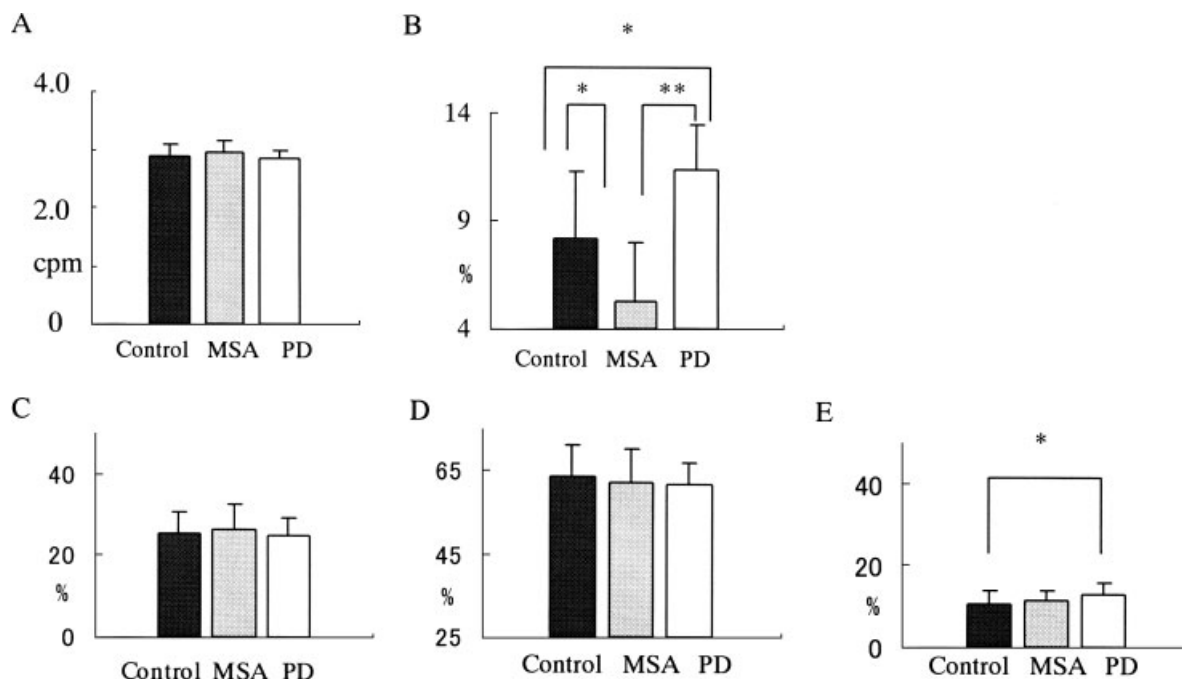 A
4.0
2.0
cpm
0
Control MSA PD
B
*
* **
14
9
%
4
Control MSA PD
C
40
20
%
0
Control MSA PD
D
65
45
%
25
Control MSA PD
E
*
40
20
%
0
Control MSA PD